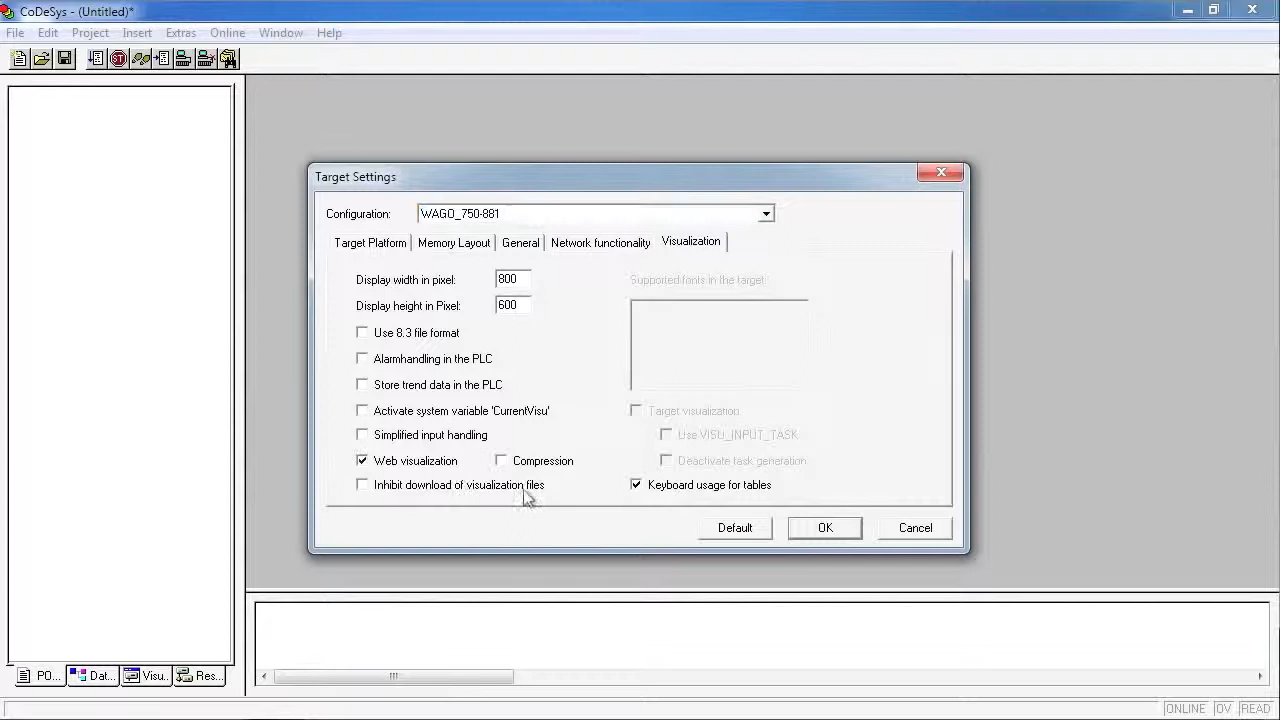 CoDeSys - (Untitled)*
File Edit Project Insert Extras Online Window Help
Target Settings
Configuration: WAGO_750-881
Target Platform Memory Layout General Network functionality Visualization
Display width in pixel: 800 Supported fonts in the target:
Display height in Pixel: 600
Use 8.3 file format
Alarmhandling in the PLC
Store trend data in the PLC
Activate system variable 'CurrentVisu' Target visualization
Simplified input handling Use VISU_INPUT_TASK
Web visualization Compression Deactivate task generation
Inhibit download of visualization files Keyboard usage for tables
Default OK Cancel
PO... Dat... Visu... Res...
ONLINE OV READ